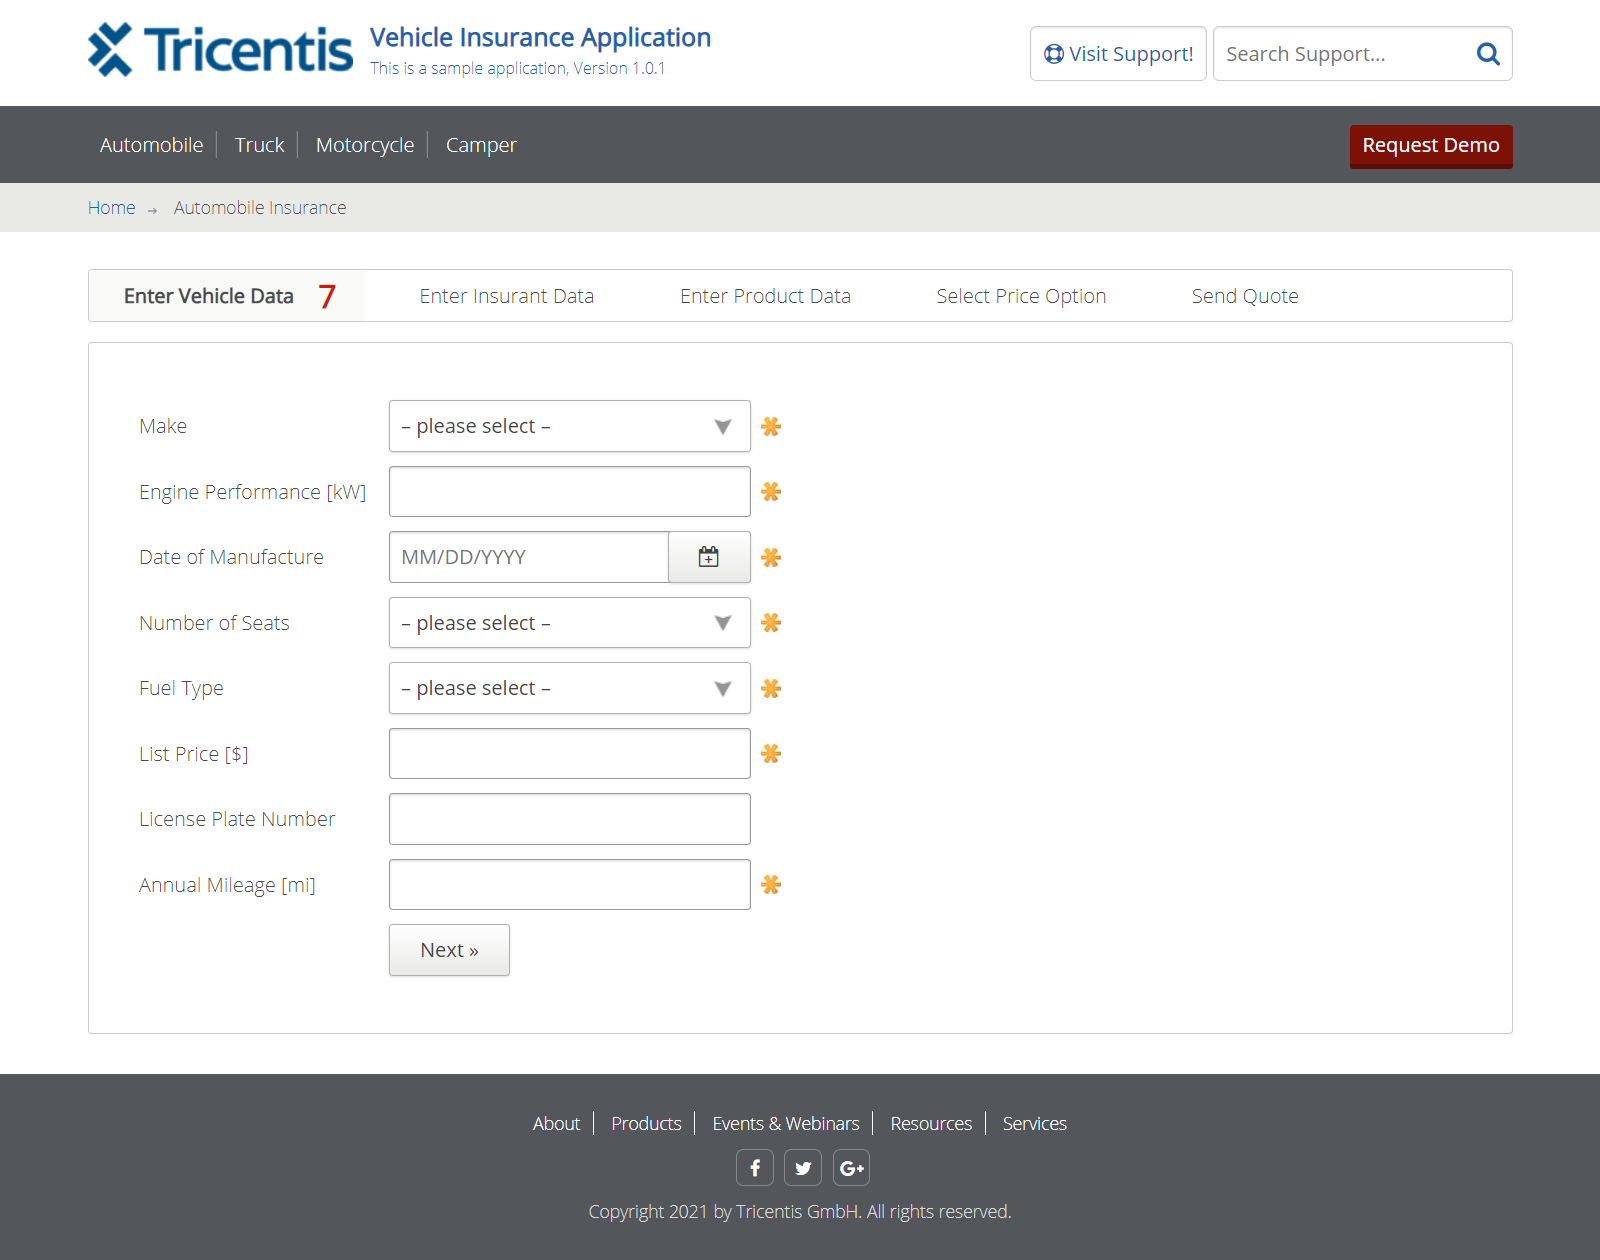 Tricentis
Vehicle Insurance Application
This is a sample application, Version 1.0.1
Visit Support!
Search Support...
Automobile
Truck
Motorcycle
Camper
Request Demo
Home → Automobile Insurance
Enter Vehicle Data 7
Enter Insurant Data
Enter Product Data
Select Price Option
Send Quote
Make
– please select –
Engine Performance [kW]
Date of Manufacture
MM/DD/YYYY
Number of Seats
– please select –
Fuel Type
– please select –
List Price [$]
License Plate Number
Annual Mileage [mi]
Next »
About
Products
Events & Webinars
Resources
Services
f
G+
Copyright 2021 by Tricentis GmbH. All rights reserved.